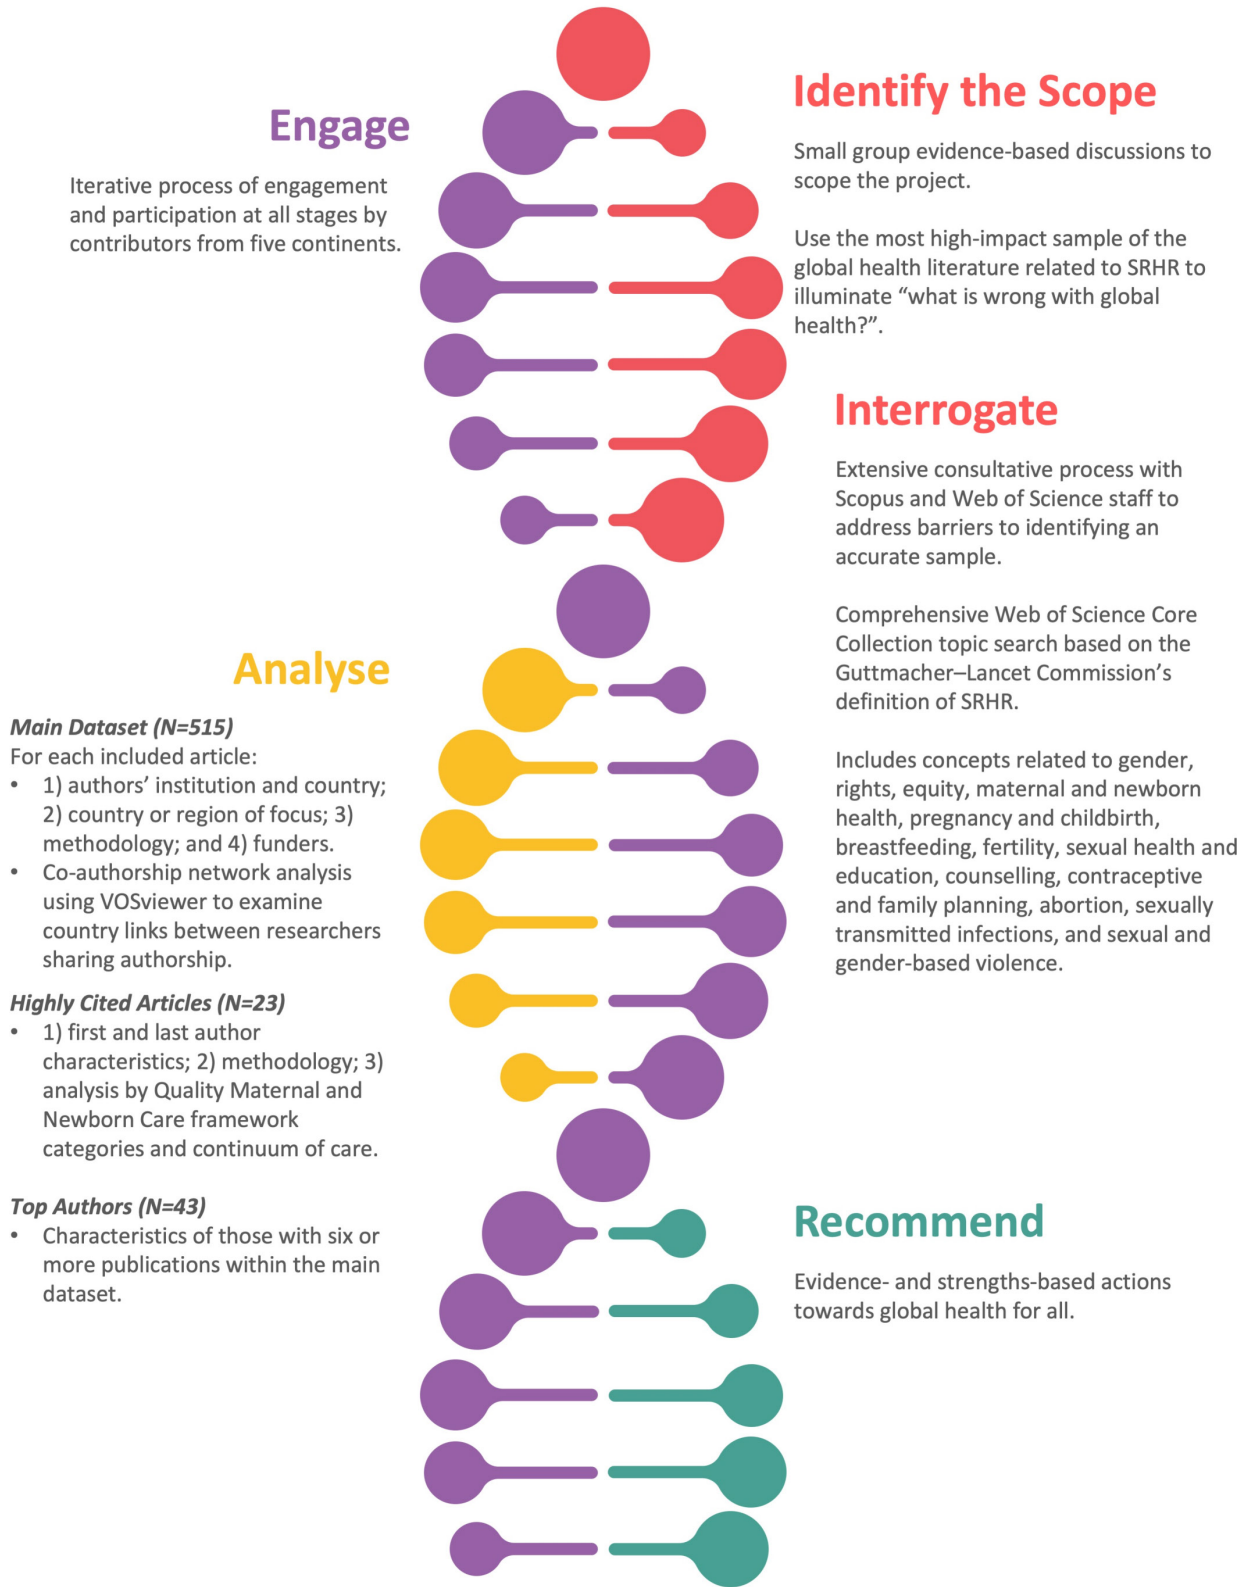 Engage
Iterative process of engagement
and participation at all stages by
contributors from five continents.
Identify the Scope
Small group evidence-based discussions to
scope the project.
Use the most high-impact sample of the
global health literature related to SRHR to
illuminate “what is wrong with global
health?”.
Interrogate
Extensive consultative process with
Scopus and Web of Science staff to
address barriers to identifying an
accurate sample.
Comprehensive Web of Science Core
Collection topic search based on the
Guttmacher–Lancet Commission’s
definition of SRHR.
Includes concepts related to gender,
rights, equity, maternal and newborn
health, pregnancy and childbirth,
breastfeeding, fertility, sexual health and
education, counselling, contraceptive
and family planning, abortion, sexually
transmitted infections, and sexual and
gender-based violence.
Analyse
Main Dataset (N=515)
For each included article:
• 1) authors’ institution and country;
2) country or region of focus; 3)
methodology; and 4) funders.
• Co-authorship network analysis
using VOSviewer to examine
country links between researchers
sharing authorship.
Highly Cited Articles (N=23)
• 1) first and last author
characteristics; 2) methodology; 3)
analysis by Quality Maternal and
Newborn Care framework
categories and continuum of care.
Top Authors (N=43)
• Characteristics of those with six or
more publications within the main
dataset.
Recommend
Evidence- and strengths-based actions
towards global health for all.